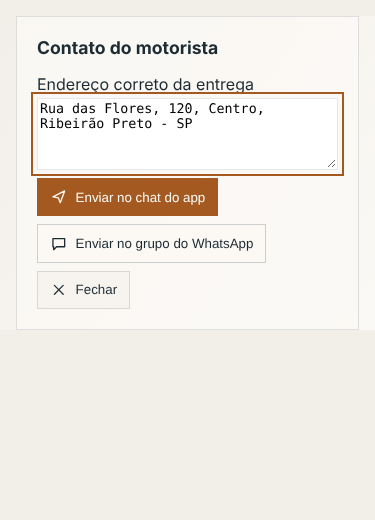 Contato do motorista
Endereço correto da entrega
Rua das Flores, 120, Centro,
Ribeirão Preto - SP
Enviar no chat do app
Enviar no grupo do WhatsApp
Fechar